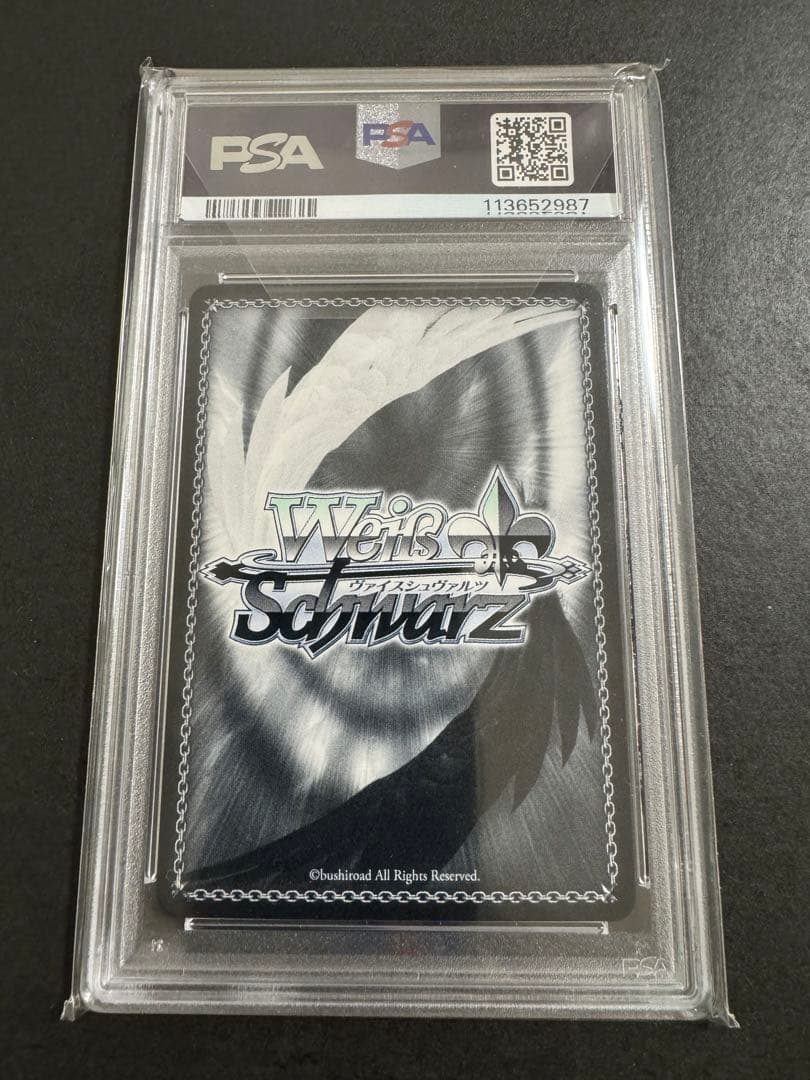 PSA
PSA
113652987
Weiß
ヴァイスシュヴァルツ
Schwarz
©bushiroad All Rights Reserved.
PSA